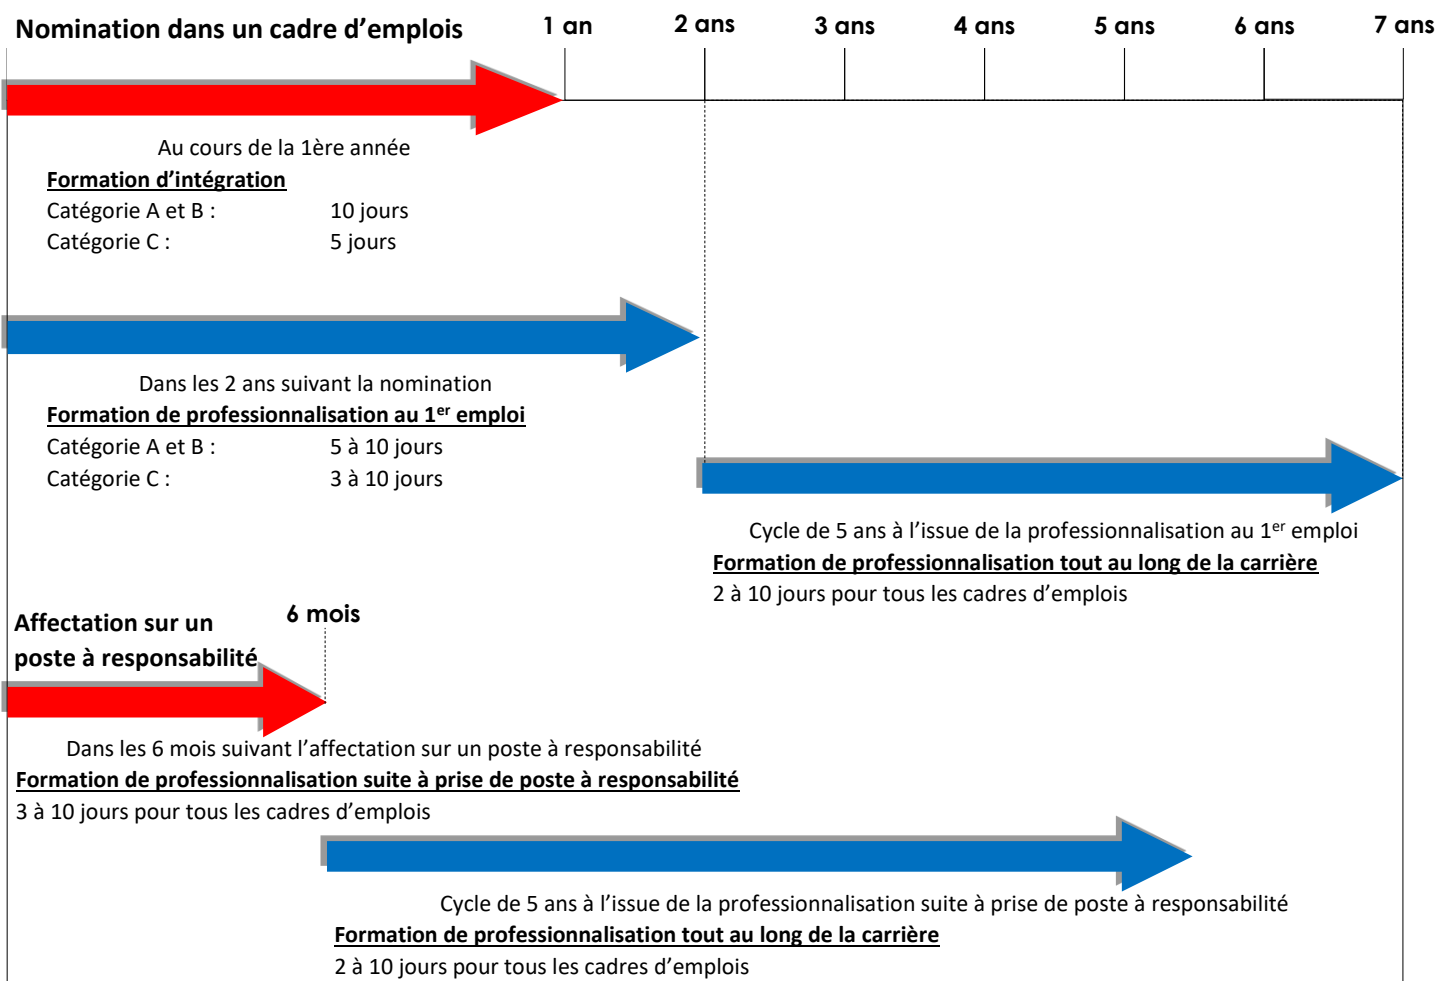 Nomination dans un cadre d’emplois
1 an
2 ans
3 ans
4 ans
5 ans
6 ans
7 ans
Au cours de la 1ère année
Formation d’intégration
Catégorie A et B : 10 jours
Catégorie C : 5 jours
Dans les 2 ans suivant la nomination
Formation de professionnalisation au 1er emploi
Catégorie A et B : 5 à 10 jours
Catégorie C : 3 à 10 jours
Cycle de 5 ans à l’issue de la professionnalisation au 1er emploi
Formation de professionnalisation tout au long de la carrière
2 à 10 jours pour tous les cadres d’emplois
Affectation sur un
poste à responsabilité
6 mois
Dans les 6 mois suivant l’affectation sur un poste à responsabilité
Formation de professionnalisation suite à prise de poste à responsabilité
3 à 10 jours pour tous les cadres d’emplois
Cycle de 5 ans à l’issue de la professionnalisation suite à prise de poste à responsabilité
Formation de professionnalisation tout au long de la carrière
2 à 10 jours pour tous les cadres d’emplois